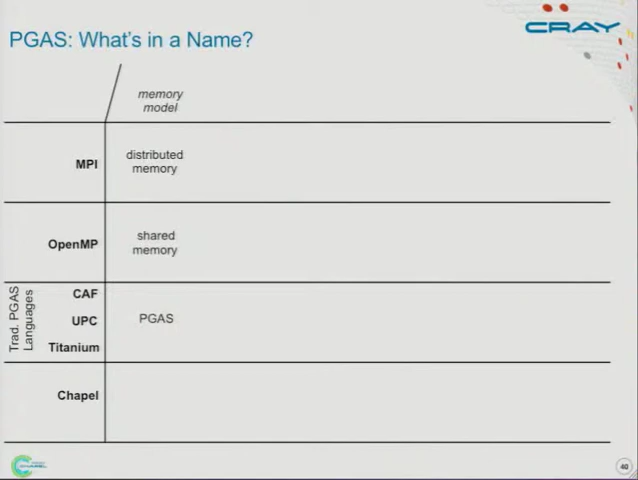 PGAS: What's in a Name?
CRAY
memory
model
MPI
distributed
memory
OpenMP
shared
memory
Trad. PGAS
Languages
CAF
UPC
Titanium
PGAS
Chapel
CHAPEL
40